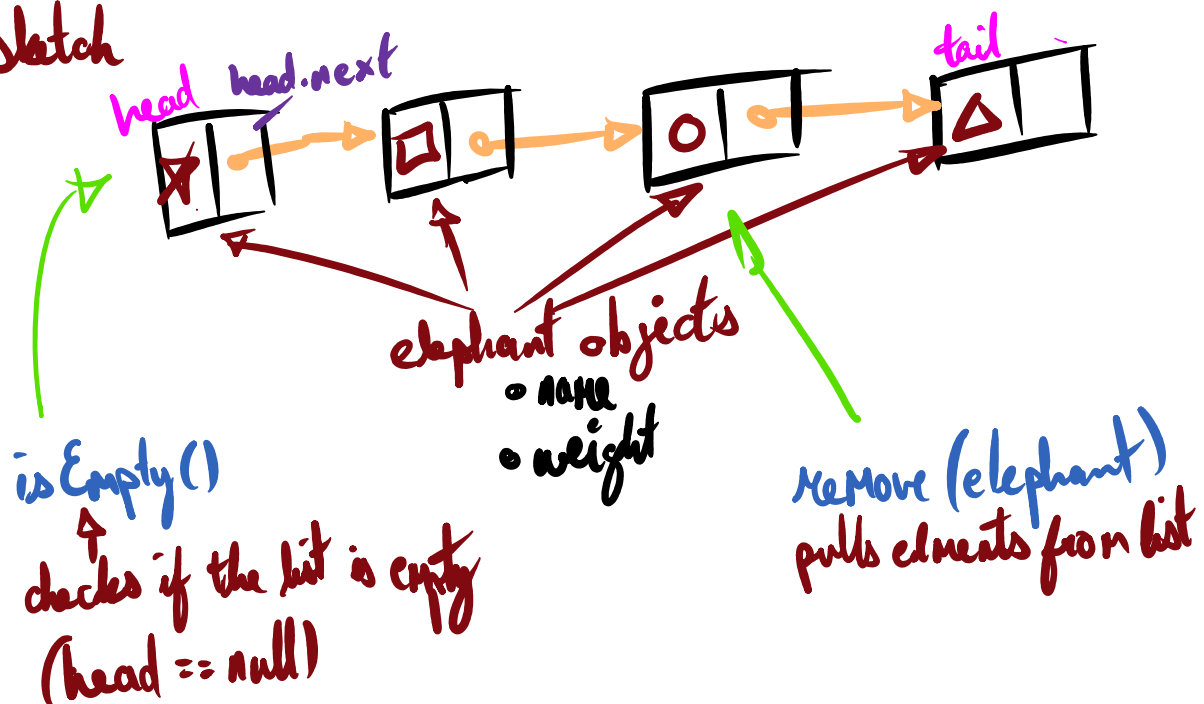 sketch
head
head.next
tail
elephant objects
• name
• weight
isEmpty()
checks if the list is empty
(head == null)
remove (elephant)
pulls elments from list